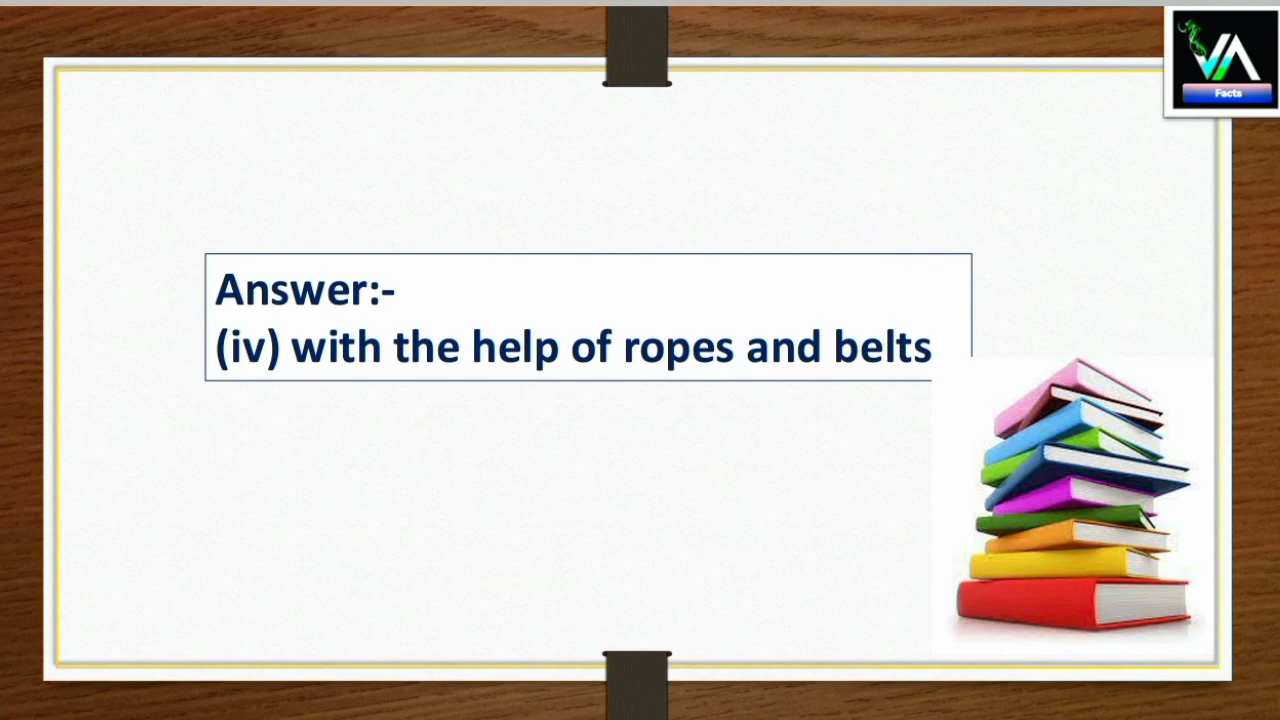 VA
Facts
Answer:-
(iv) with the help of ropes and belts